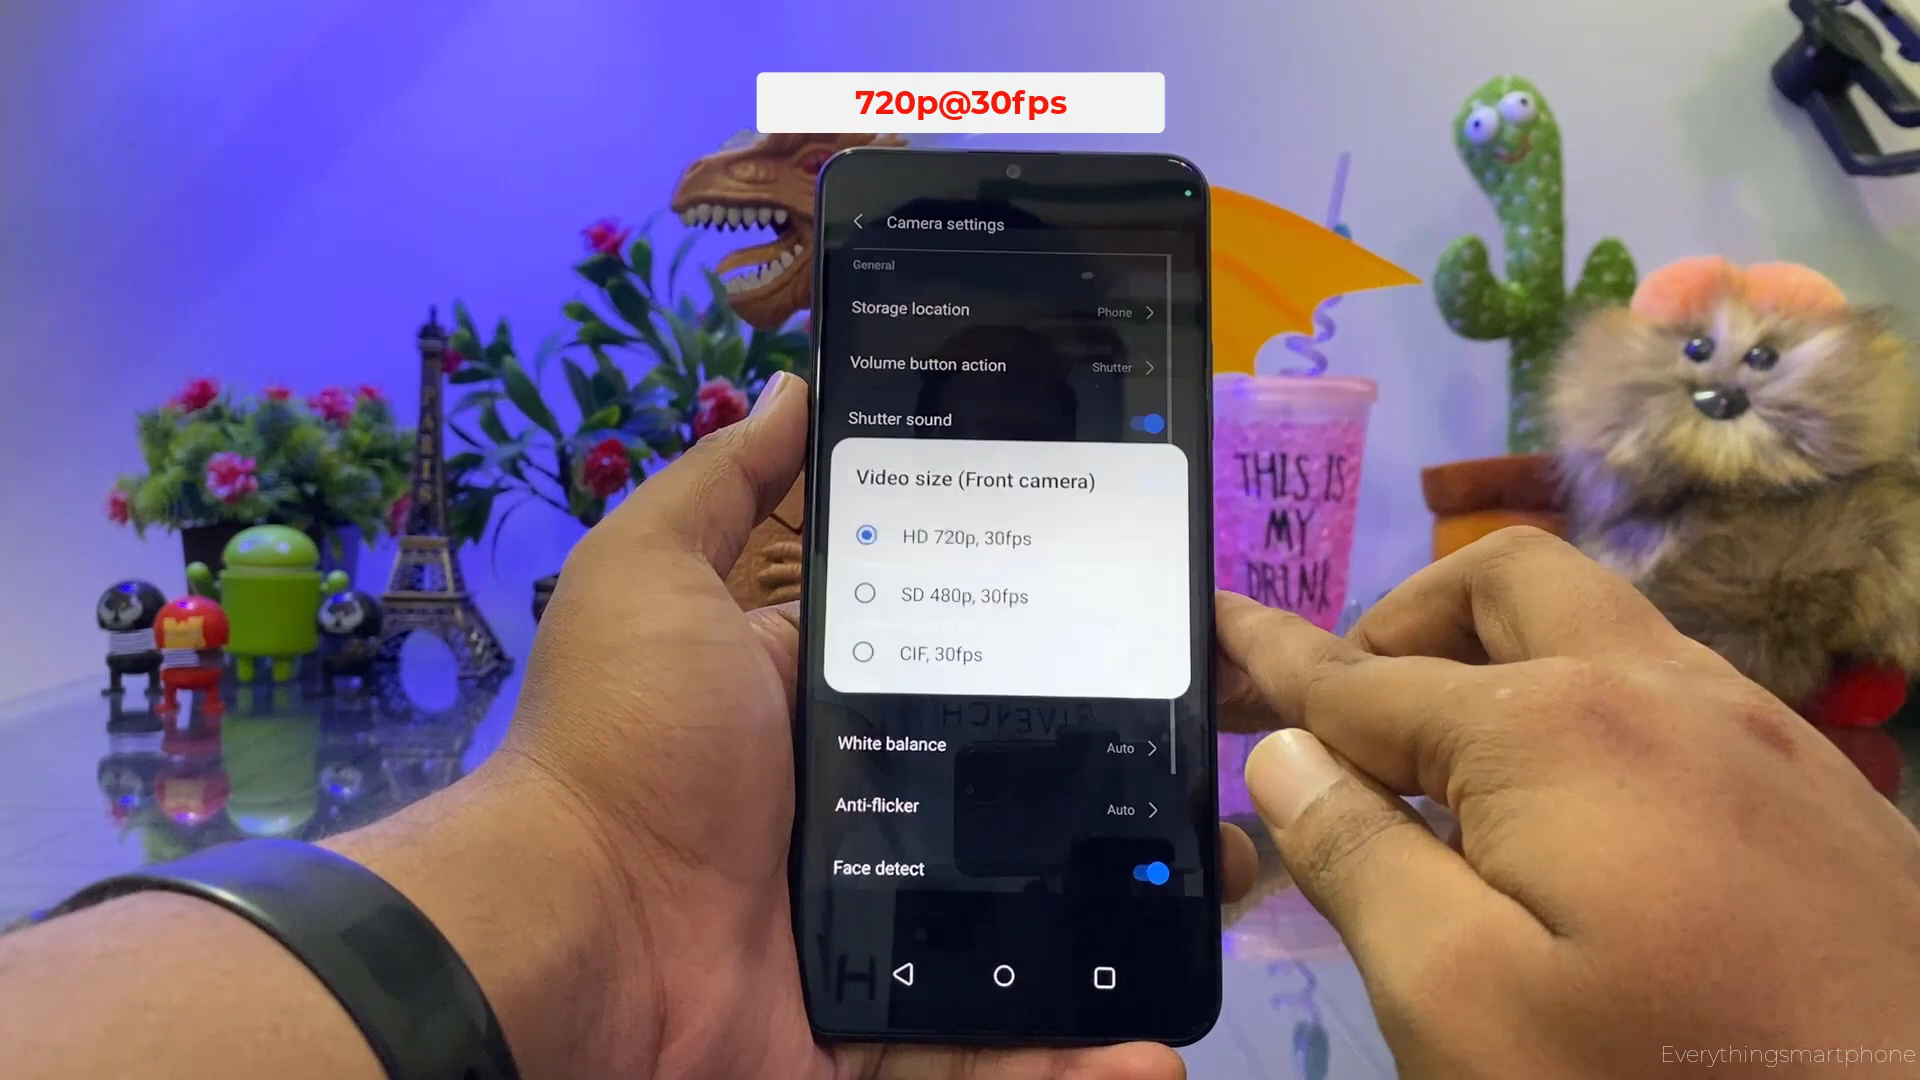 720p@30fps
Camera settings
General
Storage location Phone
Volume button action Shutter
Shutter sound
Video size (Front camera)
HD 720p, 30fps
SD 480p, 30fps
CIF, 30fps
White balance Auto
Anti-flicker Auto
Face detect
PARIS
THIS IS
MY
DRINK
Everythingsmartphone